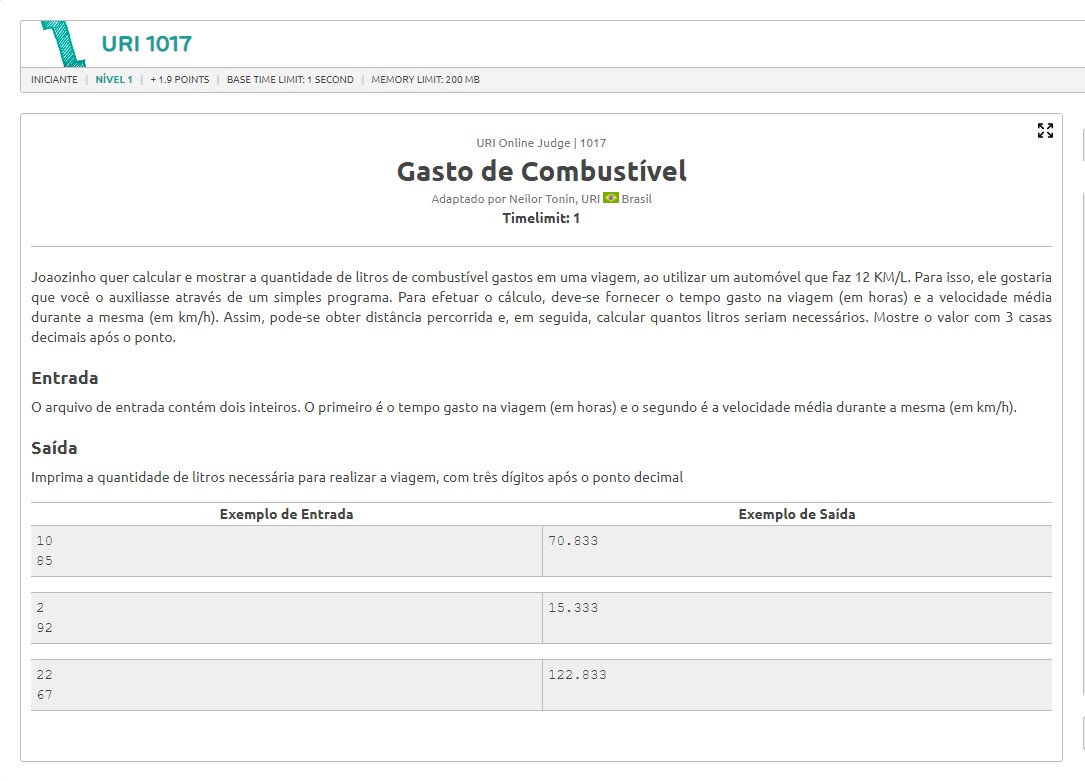 URI 1017
INICIANTE | NÍVEL 1 | + 1.9 POINTS | BASE TIME LIMIT: 1 SECOND | MEMORY LIMIT: 200 MB
URI Online Judge | 1017
Gasto de Combustível
Adaptado por Neilor Tonin, URI Brasil
Timelimit: 1
Joaozinho quer calcular e mostrar a quantidade de litros de combustível gastos em uma viagem, ao utilizar um automóvel que faz 12 KM/L. Para isso, ele gostaria
que você o auxiliasse através de um simples programa. Para efetuar o cálculo, deve-se fornecer o tempo gasto na viagem (em horas) e a velocidade média
durante a mesma (em km/h). Assim, pode-se obter distância percorrida e, em seguida, calcular quantos litros seriam necessários. Mostre o valor com 3 casas
decimais após o ponto.
Entrada
O arquivo de entrada contém dois inteiros. O primeiro é o tempo gasto na viagem (em horas) e o segundo é a velocidade média durante a mesma (em km/h).
Saída
Imprima a quantidade de litros necessária para realizar a viagem, com três dígitos após o ponto decimal
Exemplo de Entrada Exemplo de Saída
10 70.833
85
2 15.333
92
22 122.833
67